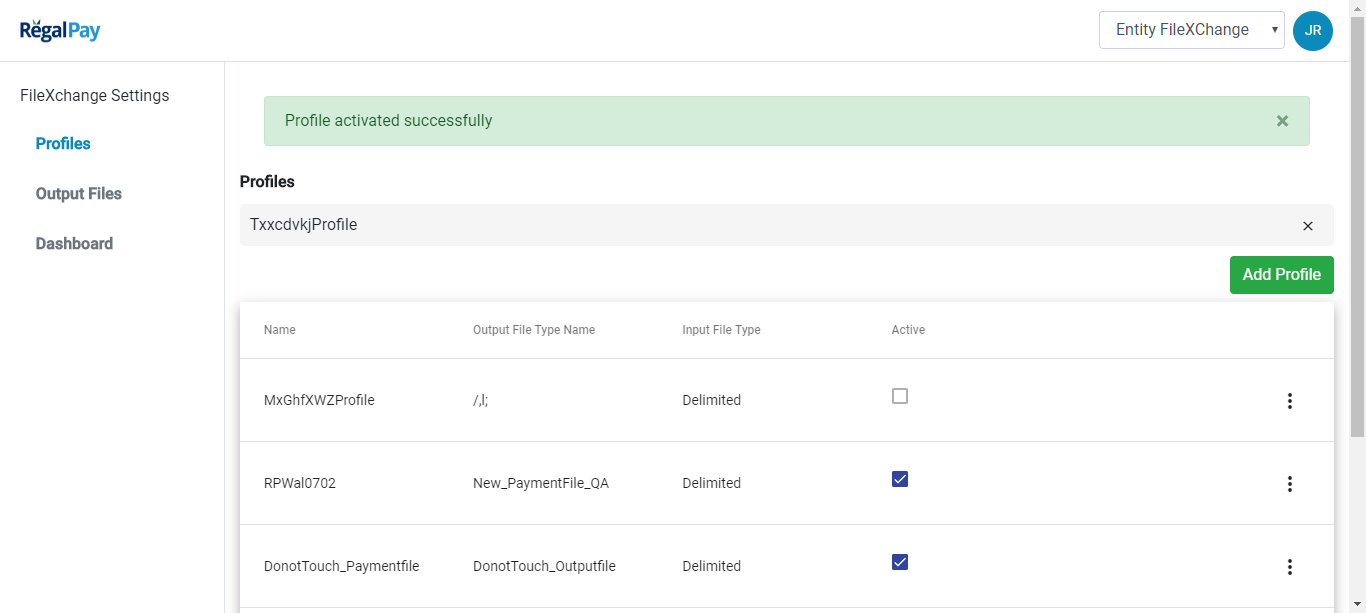 RegalPay
Entity FileXChange
JR
FileXchange Settings
Profiles
Output Files
Dashboard
Profile activated successfully
Profiles
TxxcdvkjProfile
Add Profile
Name Output File Type Name Input File Type Active
MxGhfXWZProfile /,l; Delimited
RPWal0702 New_PaymentFile_QA Delimited
DonotTouch_Paymentfile DonotTouch_Outputfile Delimited